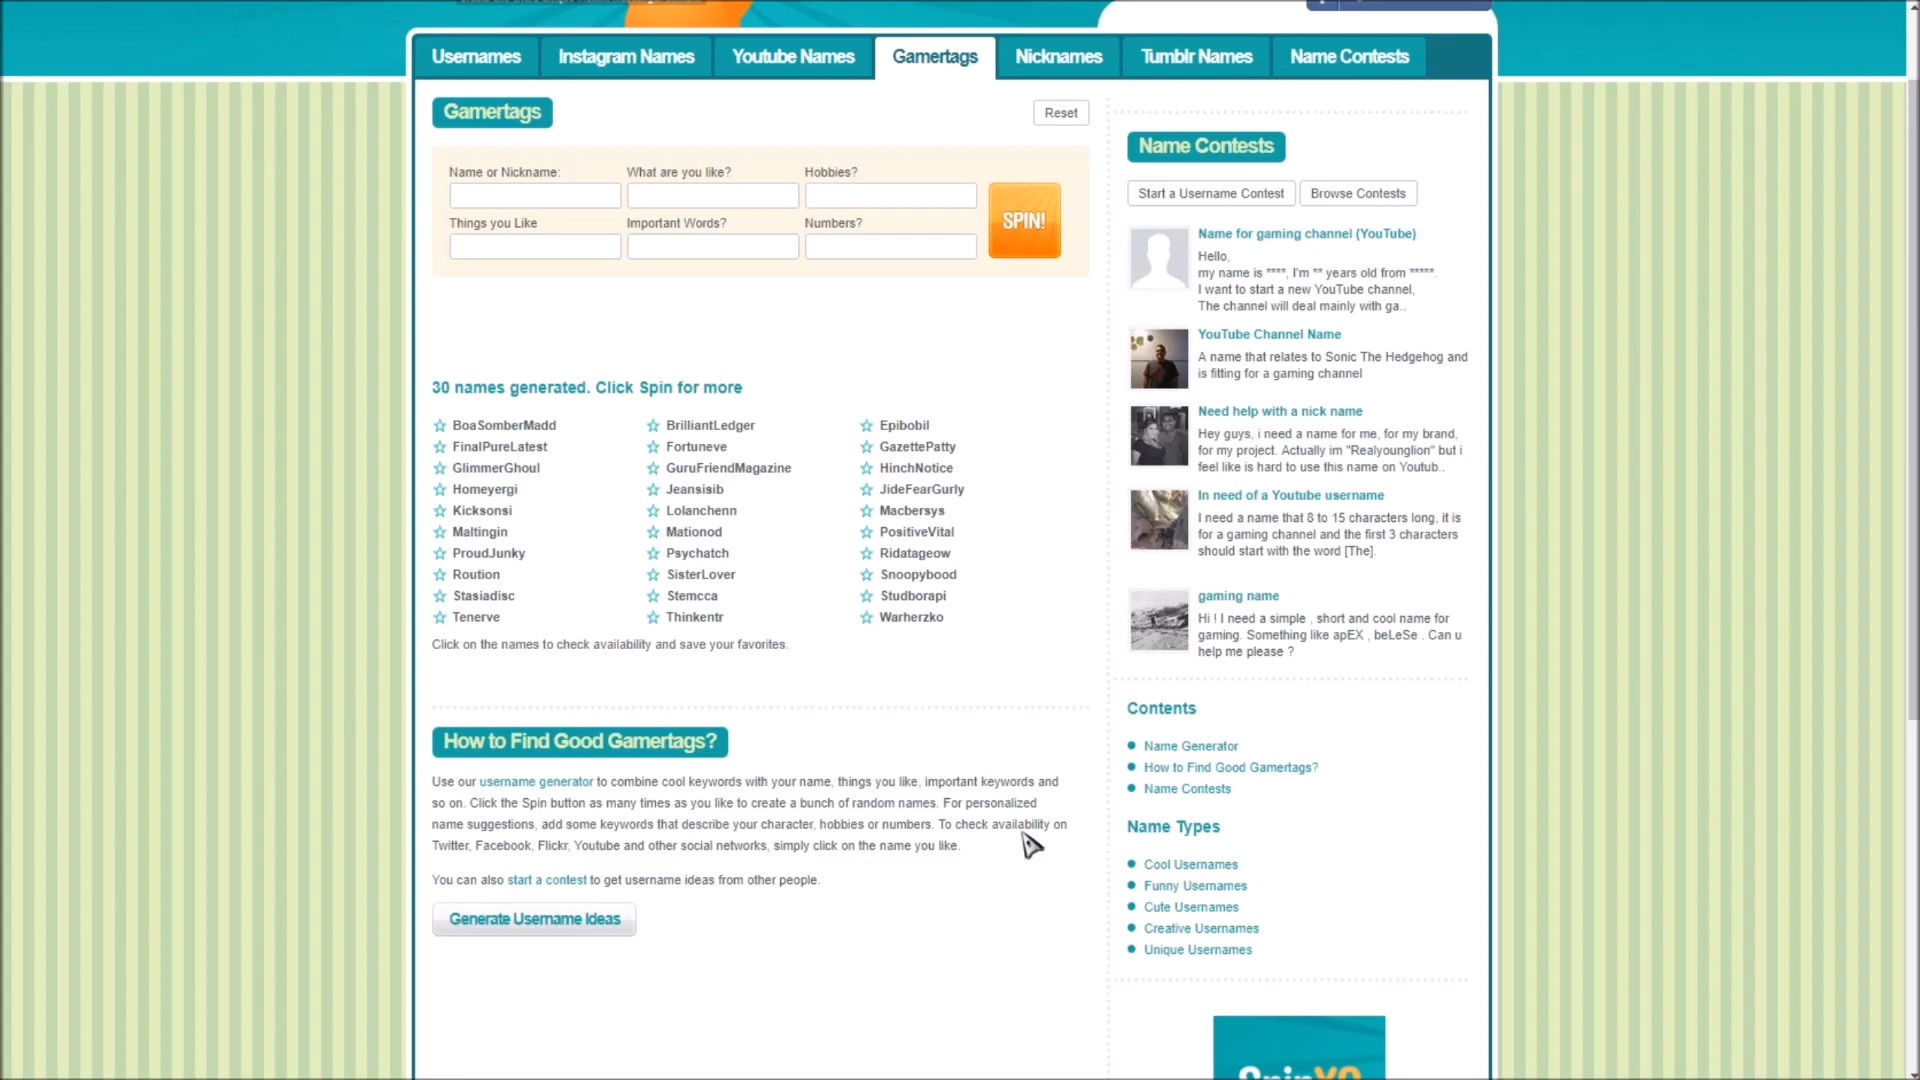 Usernames
Instagram Names
Youtube Names
Gamertags
Nicknames
Tumblr Names
Name Contests
Gamertags
Reset
Name or Nickname:
What are you like?
Hobbies?
Things you Like
Important Words?
Numbers?
SPIN!
30 names generated. Click Spin for more
BoaSomberMadd
BrilliantLedger
Epibobil
FinalPureLatest
Fortuneve
GazettePatty
GlimmerGhoul
GuruFriendMagazine
HinchNotice
Homeyergi
Jeansisib
JideFearGurly
Kicksonsi
Lolanchenn
Macbersys
Maltingin
Mationod
PositiveVital
ProudJunky
Psychatch
Ridatageow
Roution
SisterLover
Snoopybood
Stasiadisc
Stemcca
Studborapi
Tenerve
Thinkentr
Warherzko
Click on the names to check availability and save your favorites.
How to Find Good Gamertags?
Use our username generator to combine cool keywords with your name, things you like, important keywords and
so on. Click the Spin button as many times as you like to create a bunch of random names. For personalized
name suggestions, add some keywords that describe your character, hobbies or numbers. To check availability on
Twitter, Facebook, Flickr, Youtube and other social networks, simply click on the name you like.
You can also start a contest to get username ideas from other people.
Generate Username Ideas
Name Contests
Start a Username Contest
Browse Contests
Name for gaming channel (YouTube)
Hello,
my name is ****, I'm ** years old from *****.
I want to start a new YouTube channel,
The channel will deal mainly with ga..
YouTube Channel Name
A name that relates to Sonic The Hedgehog and
is fitting for a gaming channel
Need help with a nick name
Hey guys, i need a name for me, for my brand,
for my project. Actually im "Realyounglion" but i
feel like is hard to use this name on Youtub..
In need of a Youtube username
I need a name that 8 to 15 characters long, it is
for a gaming channel and the first 3 characters
should start with the word [The].
gaming name
Hi ! I need a simple , short and cool name for
gaming. Something like apEX , beLeSe . Can u
help me please ?
Contents
Name Generator
How to Find Good Gamertags?
Name Contests
Name Types
Cool Usernames
Funny Usernames
Cute Usernames
Creative Usernames
Unique Usernames
SpinXO